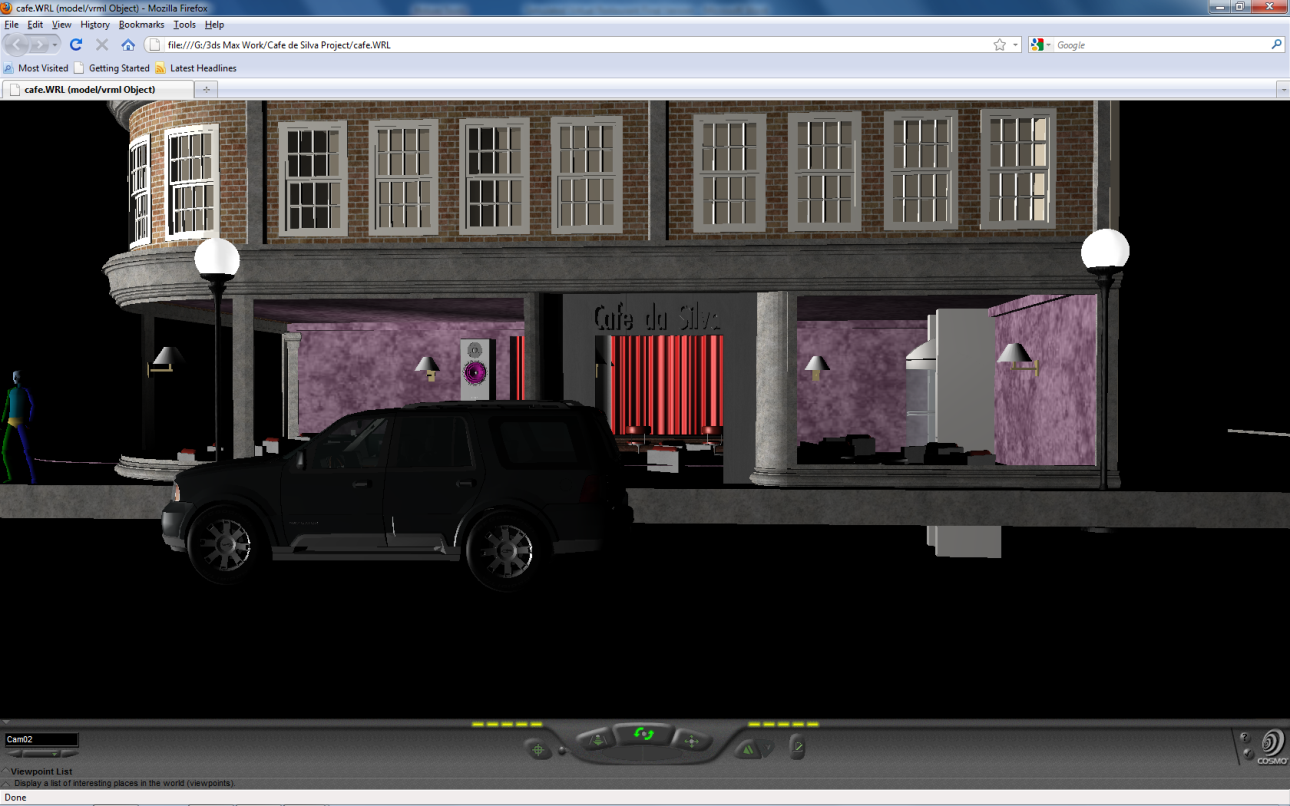 cafe.WRL (model/vrml Object) - Mozilla Firefox
File Edit View History Bookmarks Tools Help
file:///G:/3ds Max Work/Cafe de Silva Project/cafe.WRL
Google
Most Visited Getting Started Latest Headlines
cafe.WRL (model/vrml Object)
Cafe da Silva
Cam02
COSMO
Viewpoint List
Display a list of interesting places in the world (viewpoints).
Done